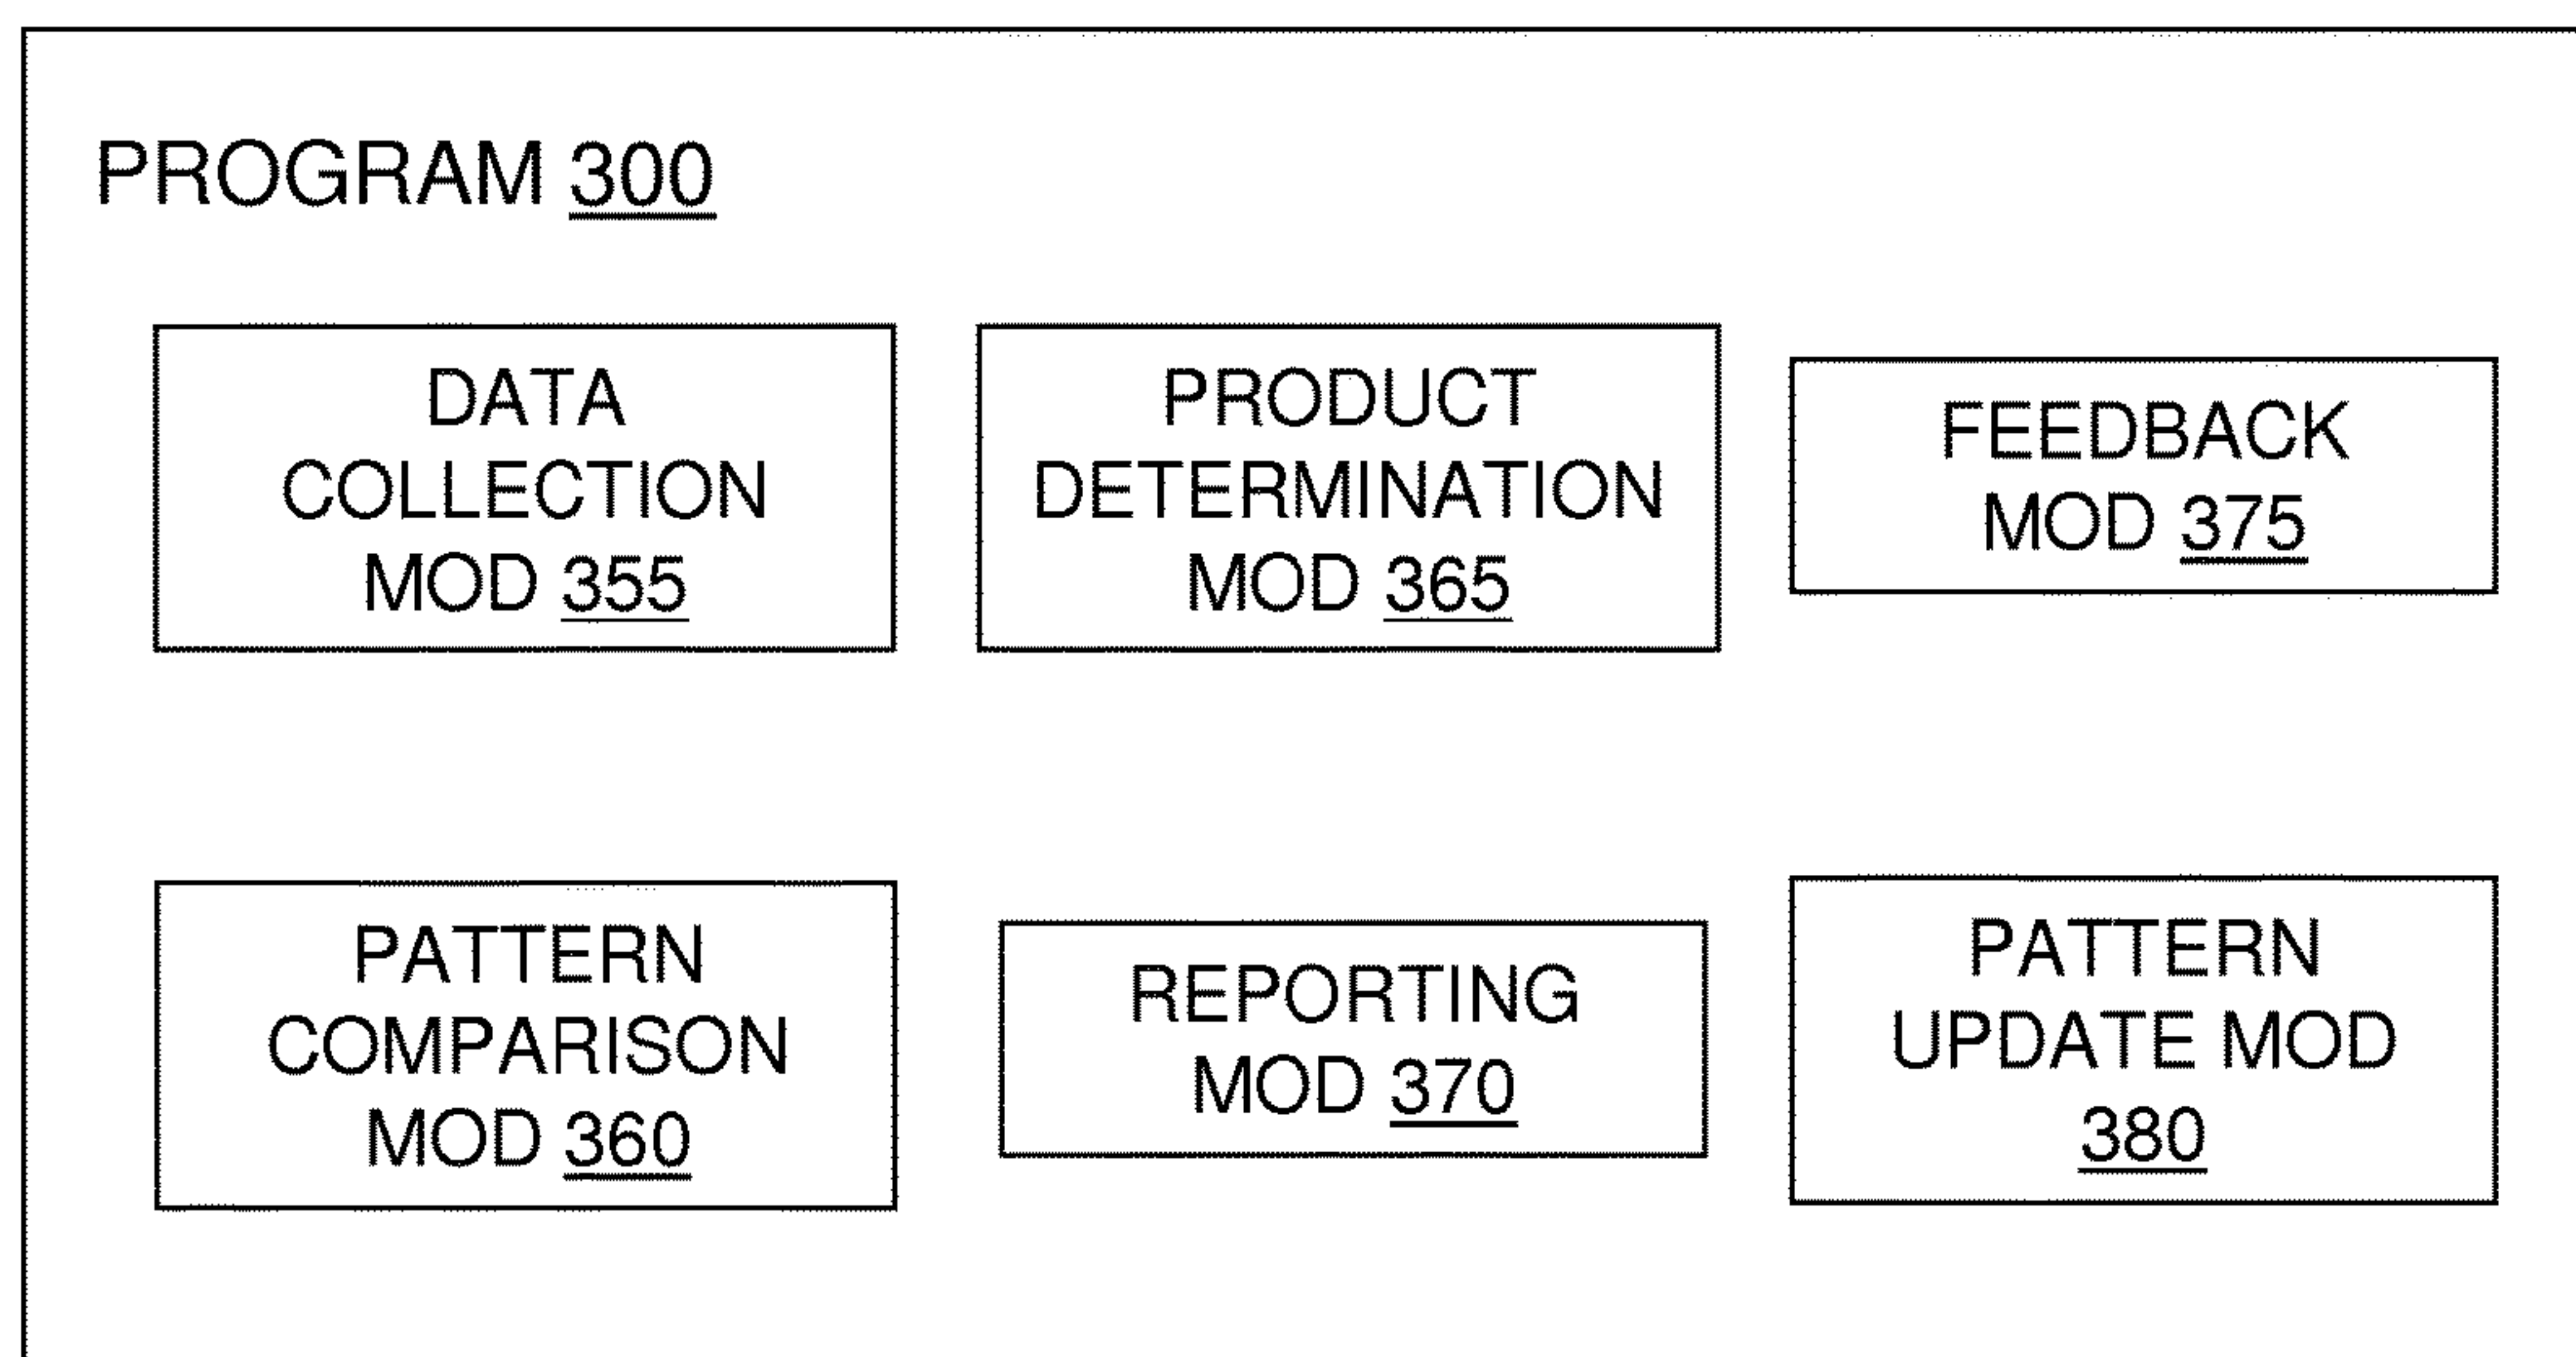 PROGRAM 300
DATA
COLLECTION
MOD 355
PRODUCT
DETERMINATION
MOD 365
FEEDBACK
MOD 375
PATTERN
COMPARISON
MOD 360
REPORTING
MOD 370
PATTERN
UPDATE MOD
380